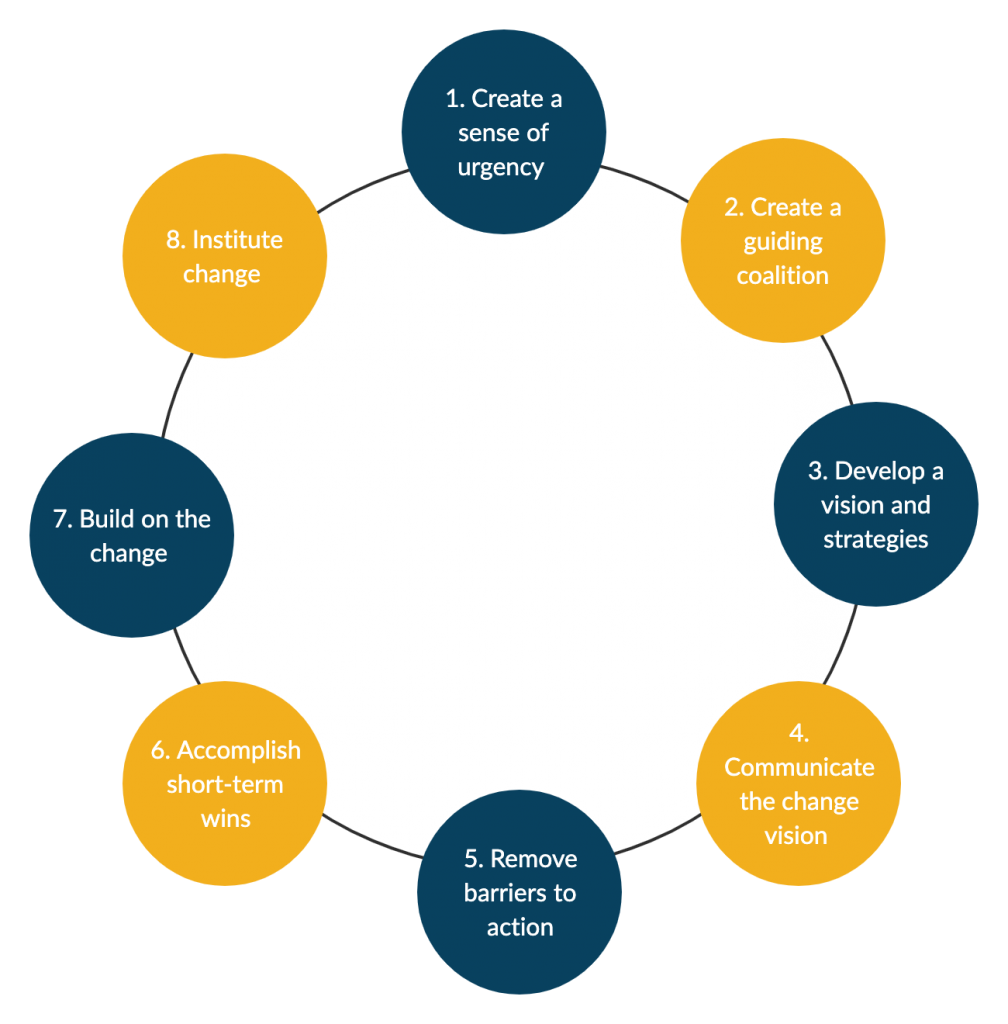 1. Create a
sense of
urgency
2. Create a
guiding
coalition
3. Develop a
vision and
strategies
4.
Communicate
the change
vision
5. Remove
barriers to
action
6. Accomplish
short-term
wins
7. Build on the
change
8. Institute
change